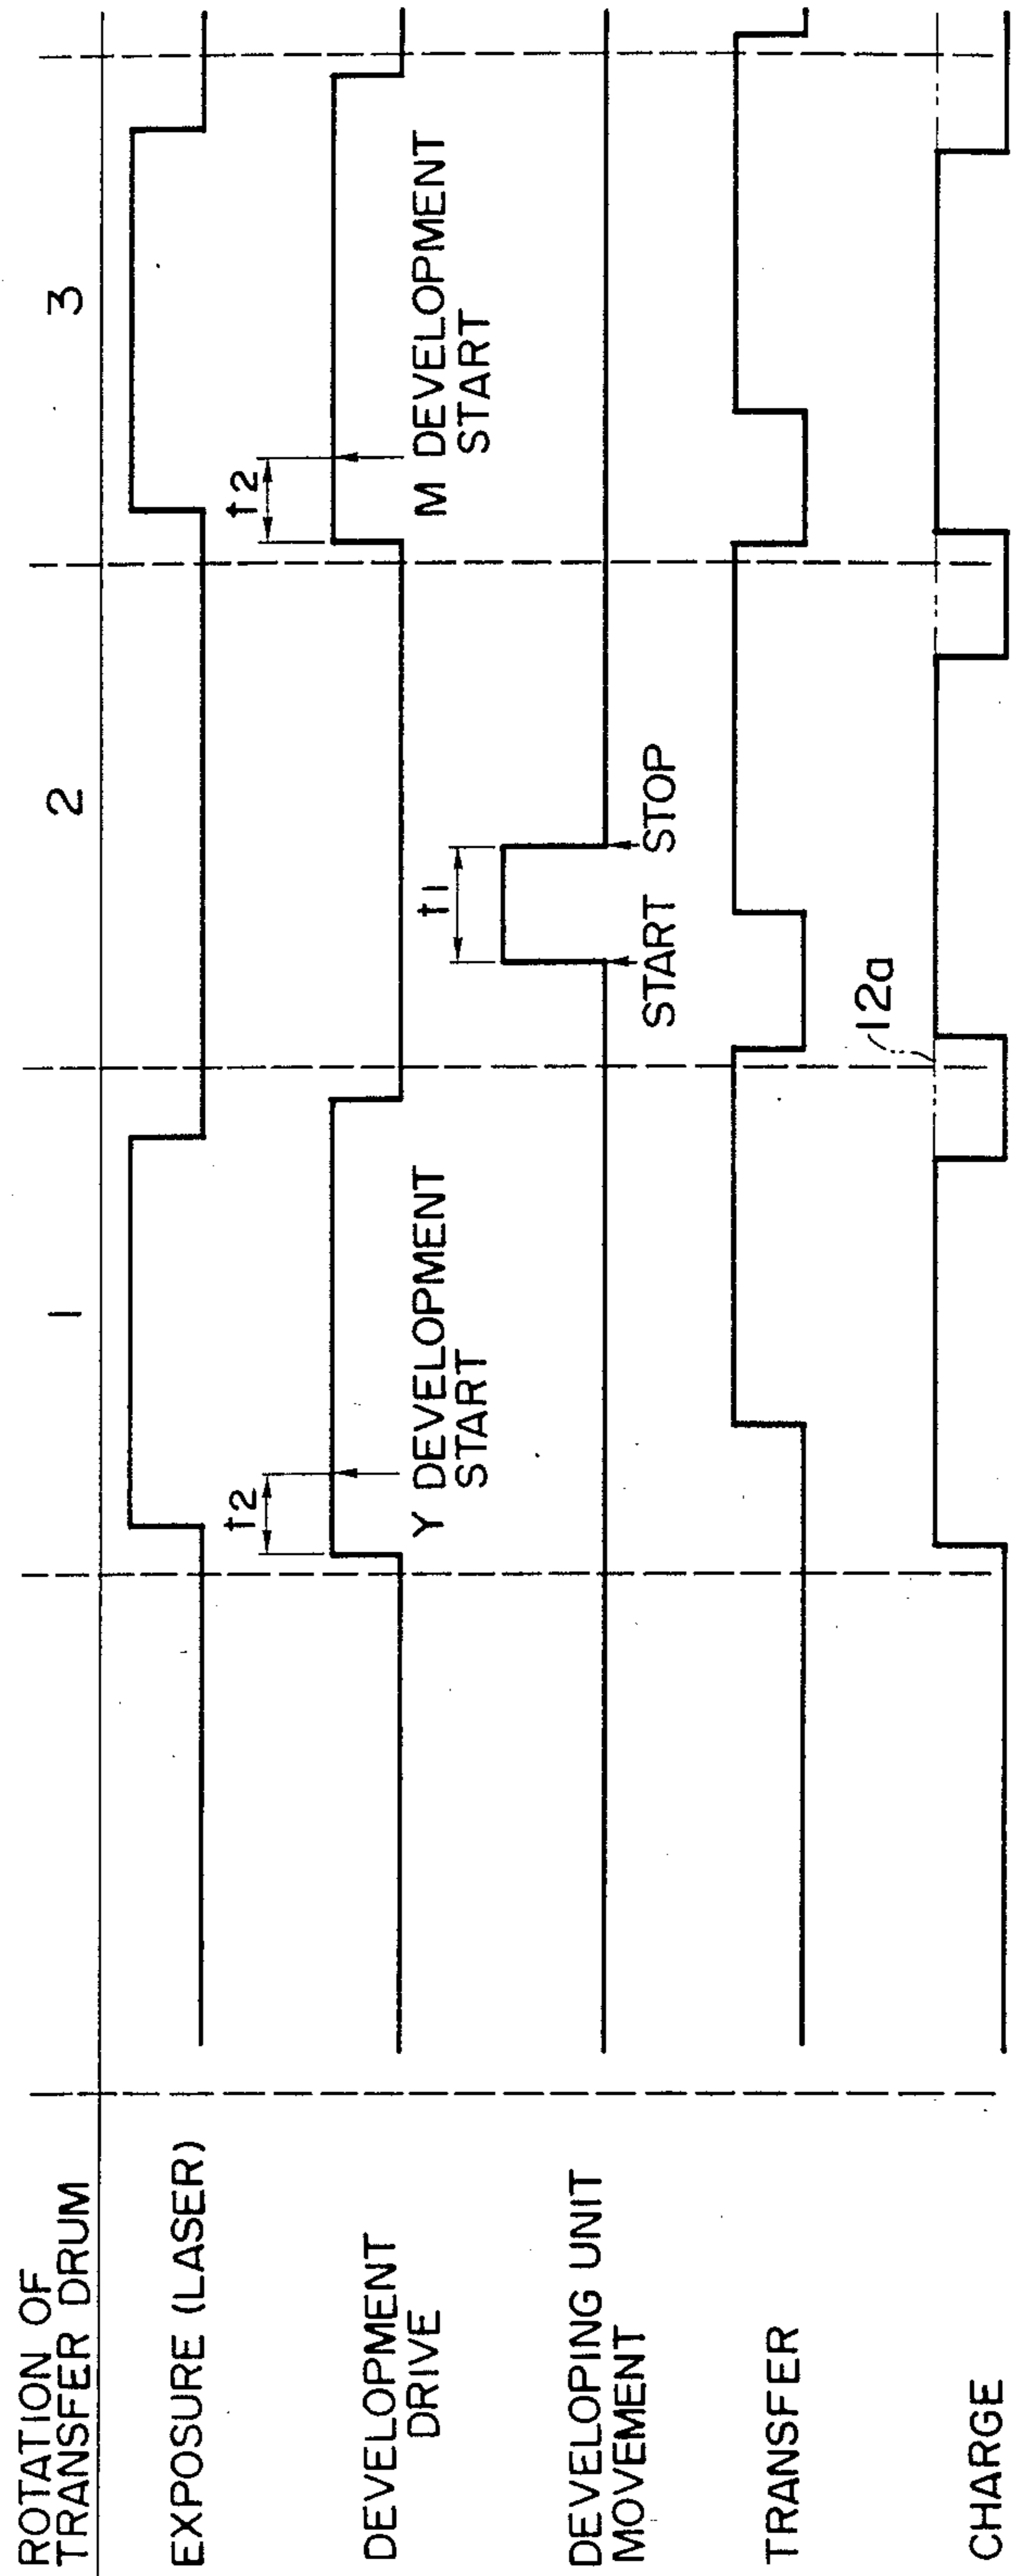 ROTATION OF
TRANSFER DRUM
1
2
3
EXPOSURE (LASER)
t2
t2
DEVELOPMENT
DRIVE
Y DEVELOPMENT
START
M DEVELOPMENT
START
t1
DEVELOPING UNIT
MOVEMENT
START
STOP
TRANSFER
12a
CHARGE